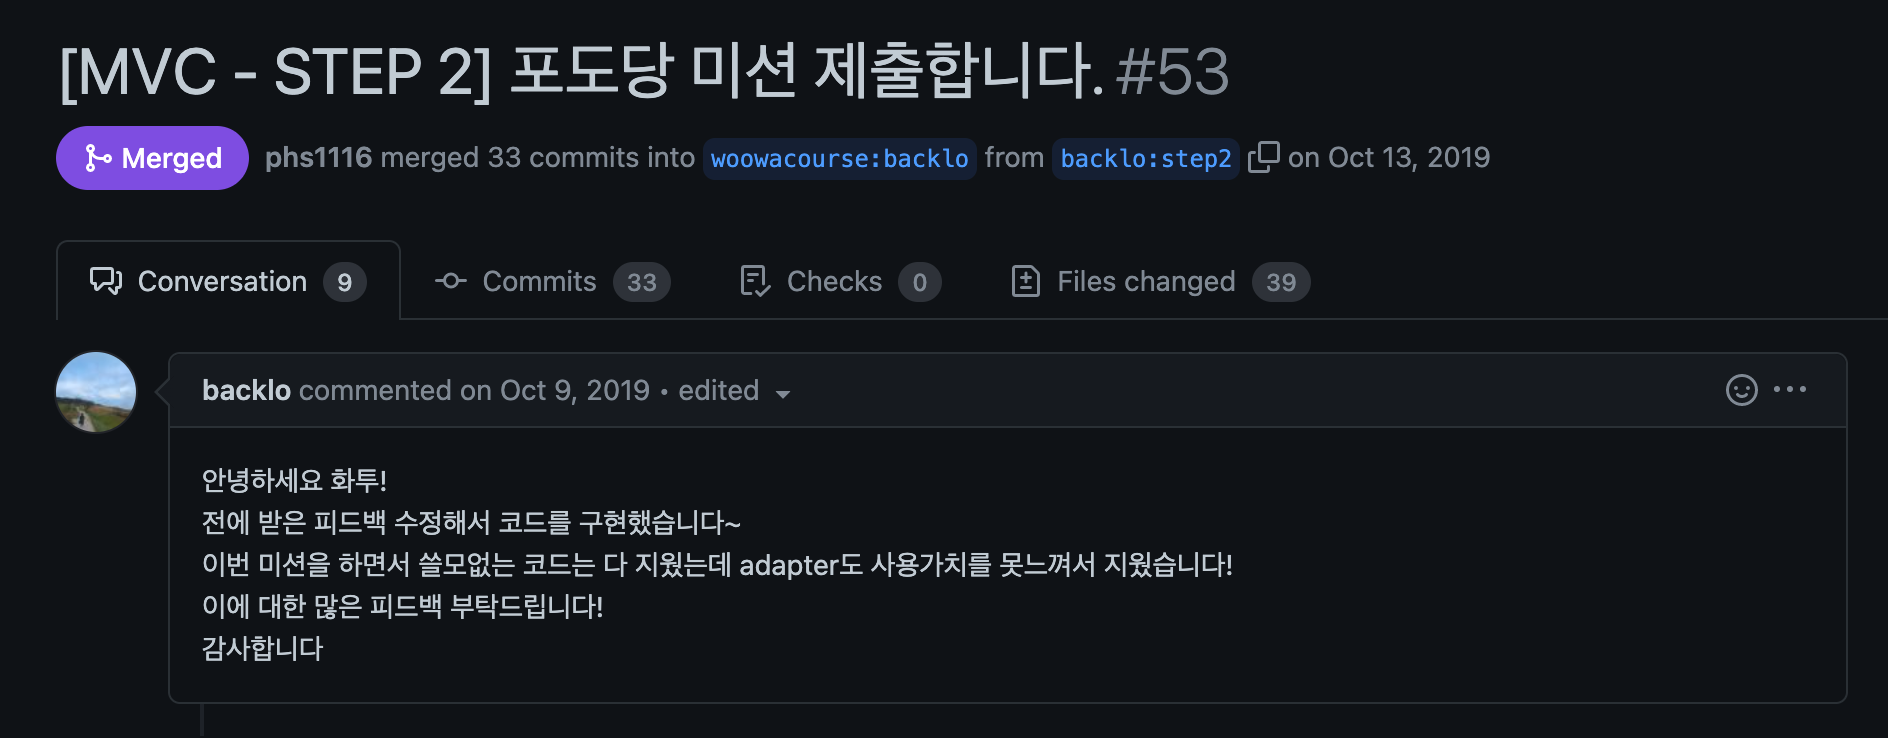 [MVC - STEP 2] 포도당 미션 제출합니다. #53
Merged phs1116 merged 33 commits into woowacourse:backlo from backlo:step2 on Oct 13, 2019
Conversation 9 Commits 33 Checks 0 Files changed 39
backlo commented on Oct 9, 2019 • edited
안녕하세요 화투!
전에 받은 피드백 수정해서 코드를 구현했습니다~
이번 미션을 하면서 쓸모없는 코드는 다 지웠는데 adapter도 사용가치를 못느껴서 지웠습니다!
이에 대한 많은 피드백 부탁드립니다!
감사합니다